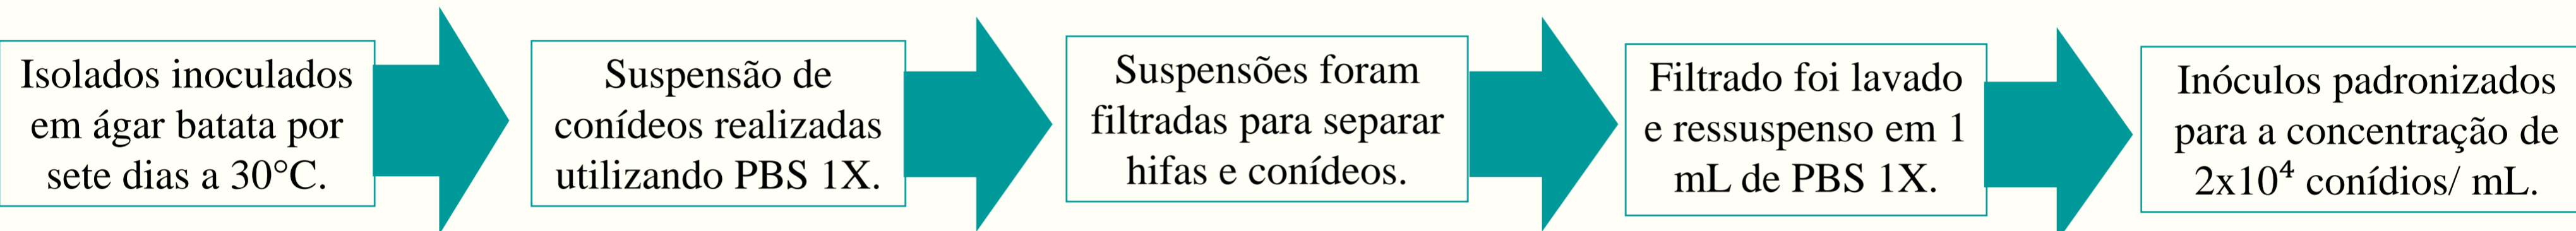 Isolados inoculados
em ágar batata por
sete dias a 30°C.
Suspensão de
conídeos realizadas
utilizando PBS 1X.
Suspensões foram
filtradas para separar
hifas e conídeos.
Filtrado foi lavado
e ressuspenso em 1
mL de PBS 1X.
Inóculos padronizados
para a concentração de
2x10⁴ conídios/ mL.